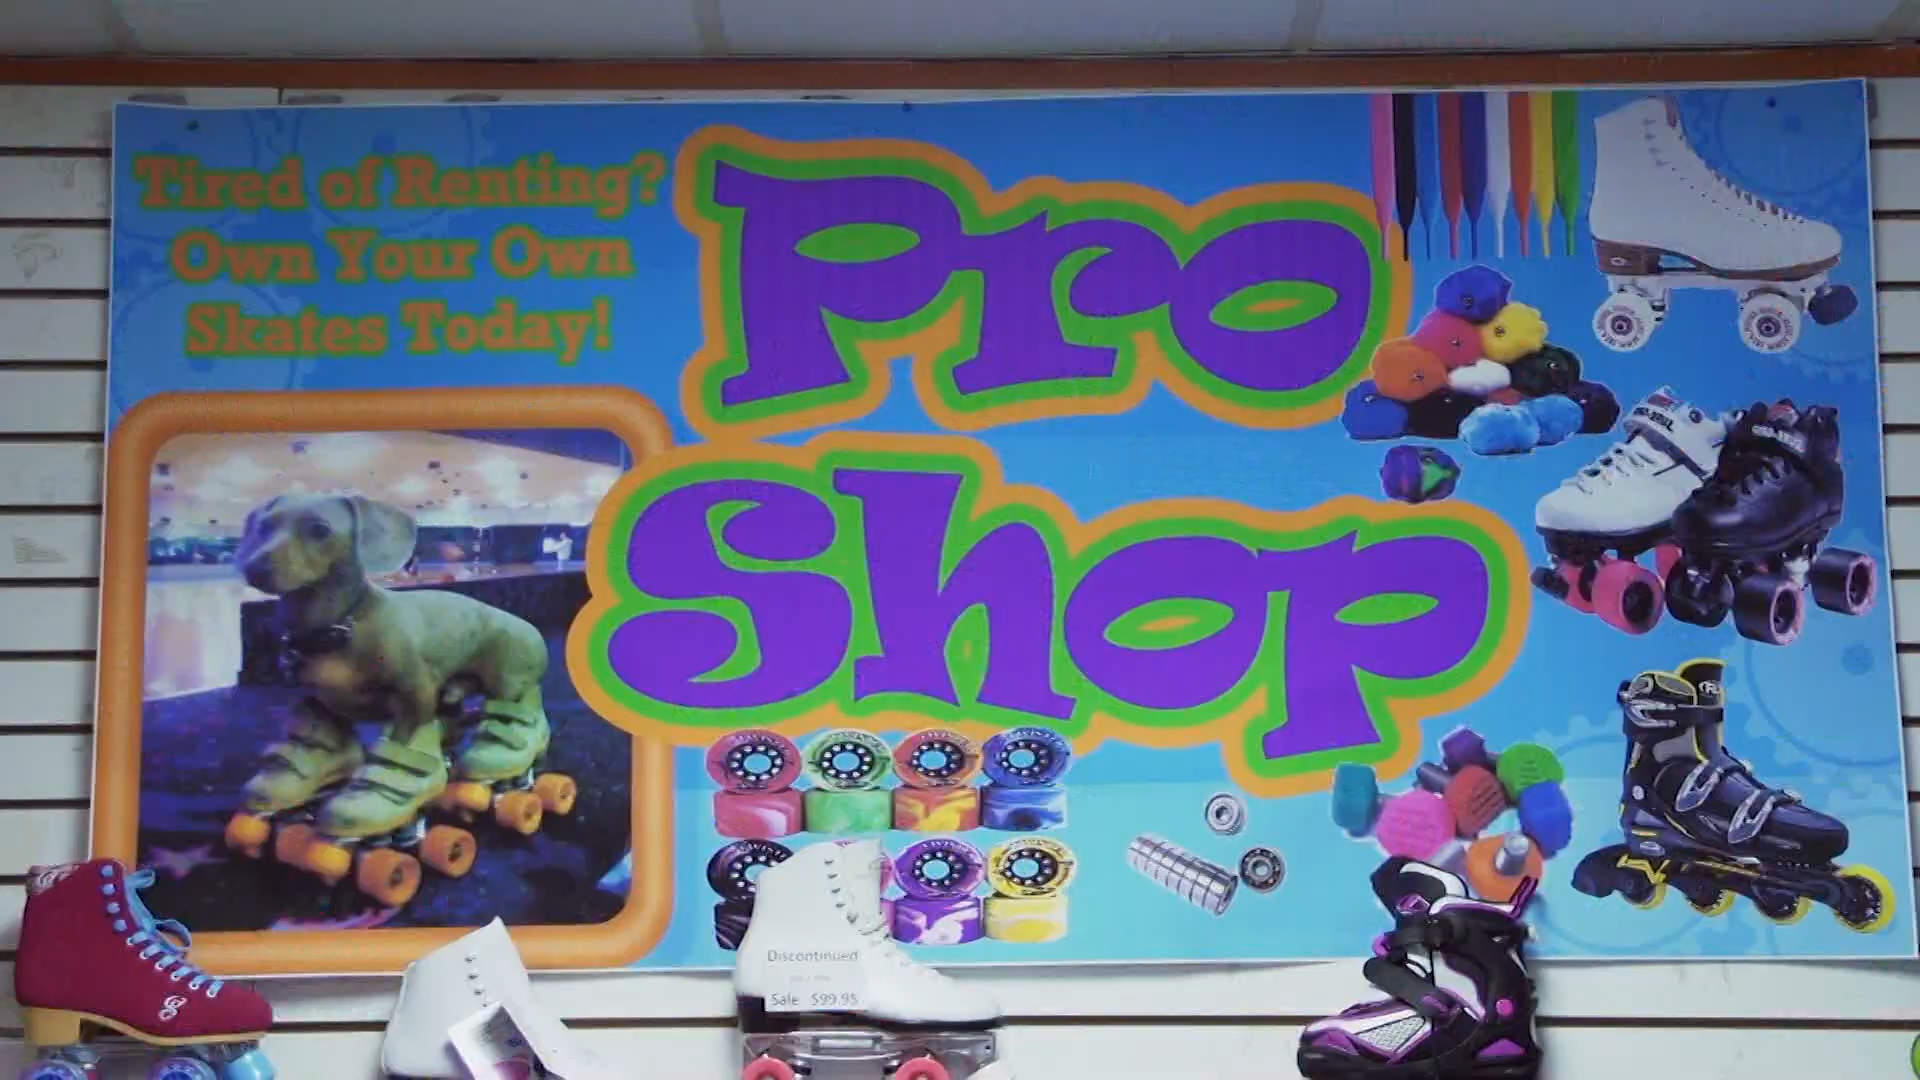 Tired of Renting?
Own Your Own
Skates Today!
Pro
Shop
Discontinued
Sale $99.95